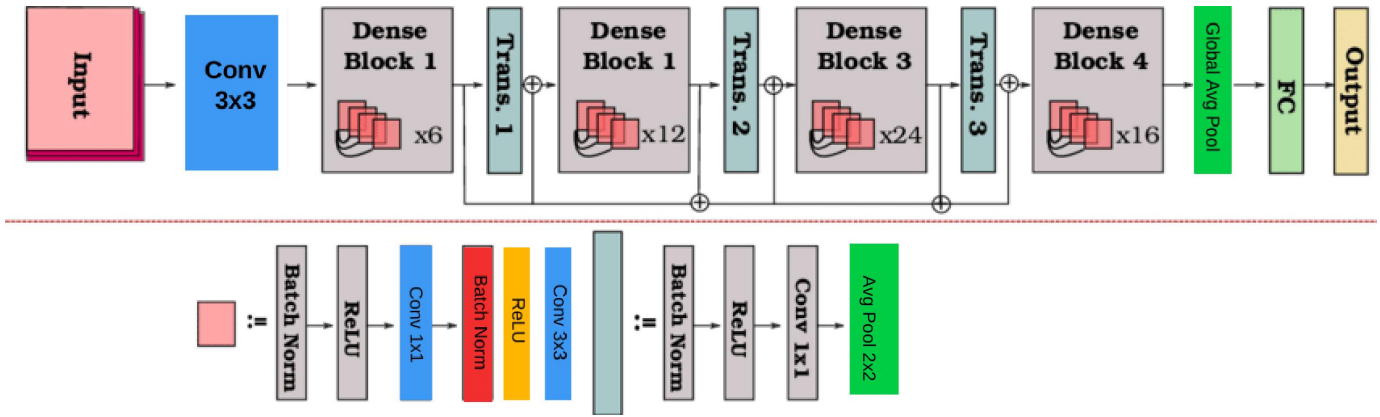 Input
Conv
3x3
Dense
Block 1
x6
Trans. 1
Dense
Block 1
x12
Trans. 2
Dense
Block 3
x24
Trans. 3
Dense
Block 4
x16
Global Avg Pool
FC
Output
:=
Batch Norm
ReLU
Conv 1x1
Batch Norm
ReLU
Conv 3x3
:=
Batch Norm
ReLU
Conv 1x1
Avg Pool 2x2